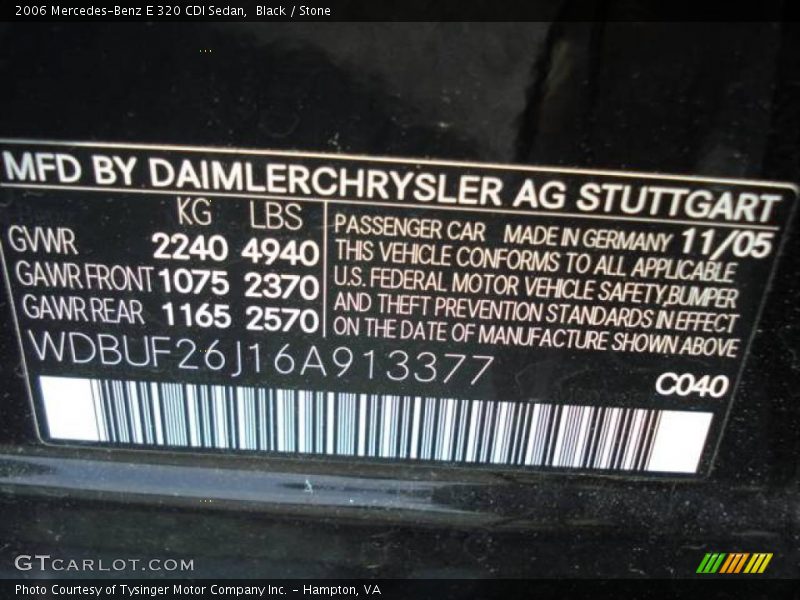 2006 Mercedes-Benz E 320 CDI Sedan,  Black / Stone
MFD BY DAIMLERCHRYSLER AG STUTTGART
KG LBS
GVWR 2240 4940
GAWR FRONT 1075 2370
GAWR REAR 1165 2570
PASSENGER CAR MADE IN GERMANY 11/05
THIS VEHICLE CONFORMS TO ALL APPLICABLE
U.S. FEDERAL MOTOR VEHICLE SAFETY,BUMPER
AND THEFT PREVENTION STANDARDS IN EFFECT
ON THE DATE OF MANUFACTURE SHOWN ABOVE
WDBUF26J16A913377
C040
GTCARLOT.COM
Photo Courtesy of Tysinger Motor Company Inc. - Hampton, VA